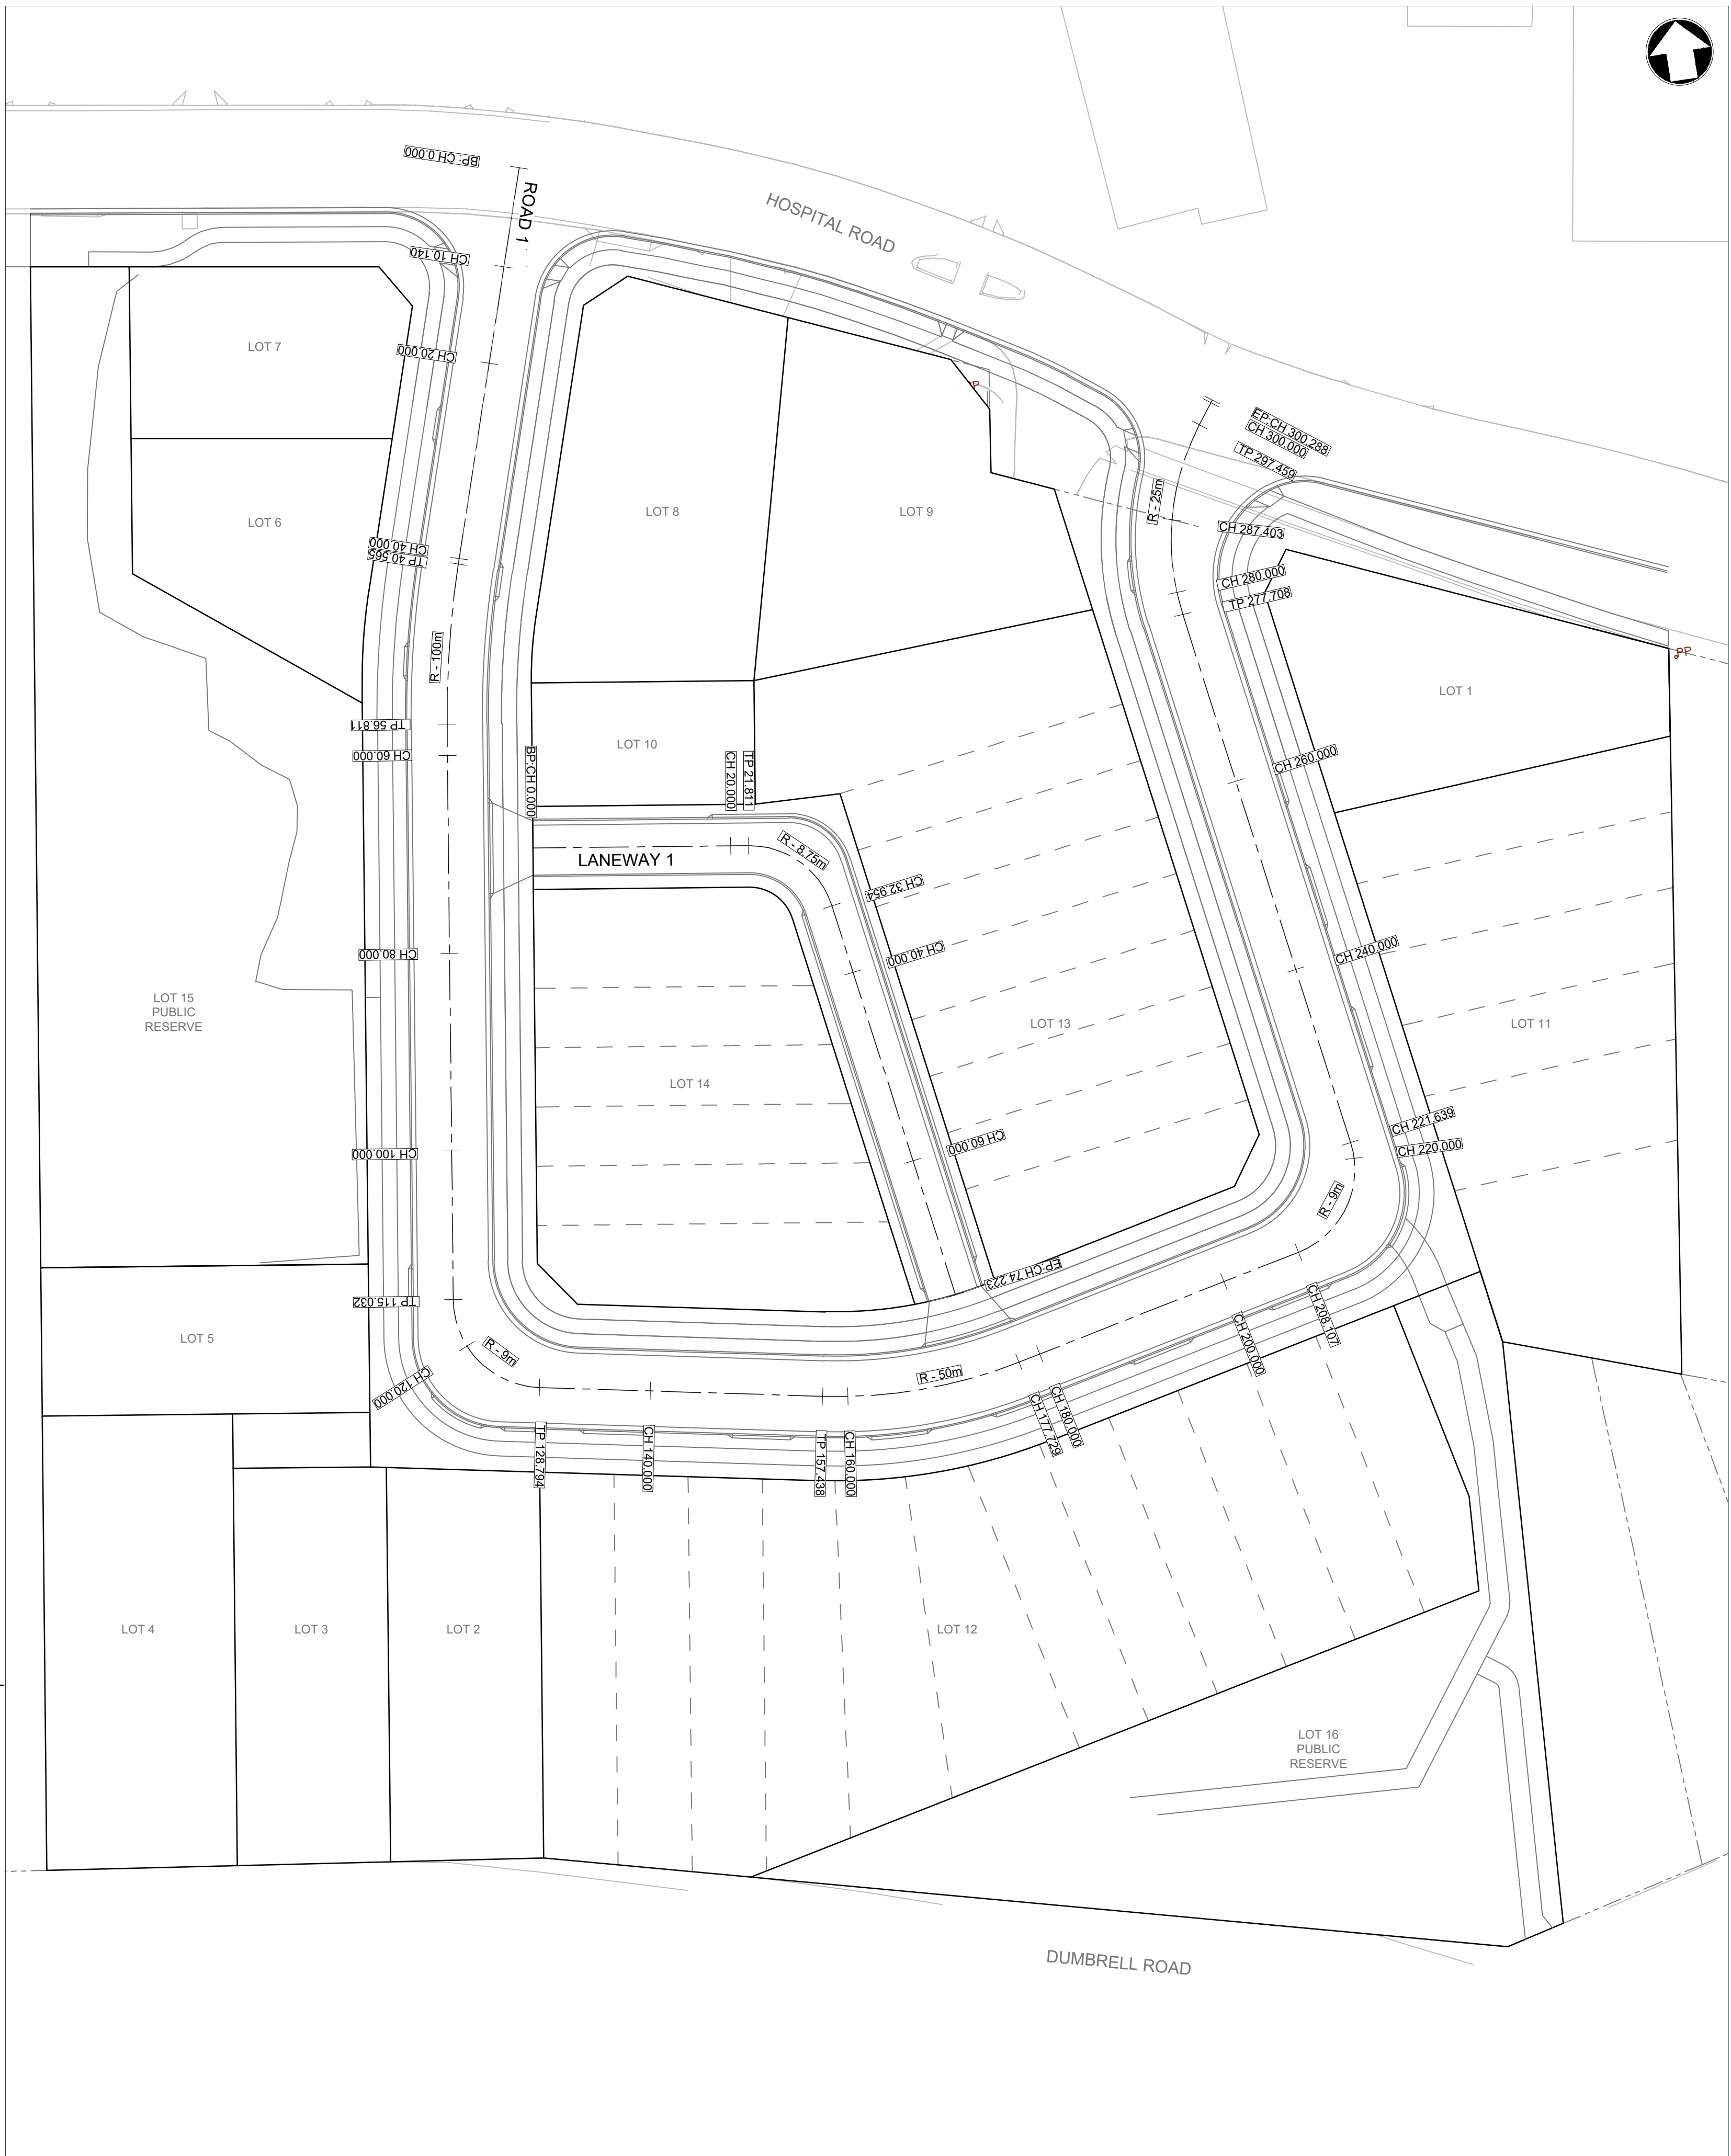 BP: CH 0.000
ROAD 1
HOSPITAL ROAD
CH 10.140
LOT 7
CH 20.000
PP
EP:CH 300.288
CH 300.000
TP 297.459
R - 25m
LOT 6
LOT 8
LOT 9
CH 287.403
CH 40.000
TP 40.565
CH 280.000
TP 277.708
R - 100m
PP
LOT 1
TP 56.811
CH 60.000
LOT 10
BP:CH 0.000
CH 20.000
TP 21.811
CH 260.000
LANEWAY 1
R - 8.75m
CH 32.954
CH 80.000
CH 40.000
CH 240.000
LOT 15
PUBLIC
RESERVE
LOT 13
LOT 11
LOT 14
CH 221.639
CH 220.000
CH 60.000
CH 100.000
R - 9m
EP:CH 74.223
TP 115.032
LOT 5
R - 9m
CH 208.107
CH 200.000
R - 50m
CH 120.000
CH 180.000
CH 177.729
TP 128.794
CH 140.000
TP 157.438
CH 160.000
LOT 4
LOT 3
LOT 2
LOT 12
LOT 16
PUBLIC
RESERVE
DUMBRELL ROAD